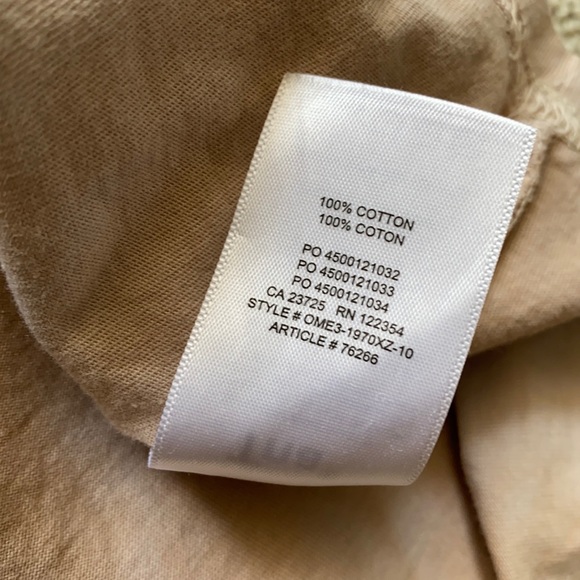 100% COTTON
100% COTON
PO 4500121032
PO 4500121033
PO 4500121034
CA 23725 RN 122354
STYLE # OME3-1970XZ-10
ARTICLE # 76266